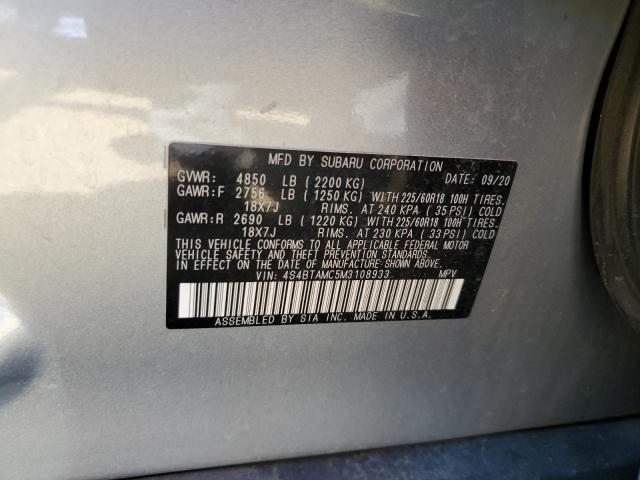 MFD BY SUBARU CORPORATION
GVWR: 4850 LB (2200 KG) DATE: 09/20
GAWR:F 2756 LB (1250 KG) WITH 225/60R18 100H TIRES.
18X7J RIMS. AT 240 KPA (35 PSI) COLD
GAWR:R 2690 LB (1220 KG) WITH 225/60R18 100H TIRES.
18X7J RIMS. AT 230 KPA (33 PSI) COLD
THIS VEHICLE CONFORMS TO ALL APPLICABLE FEDERAL MOTOR
VEHICLE SAFETY AND THEFT PREVENTION STANDARDS
IN EFFECT ON THE DATE OF MANUFACTURE SHOWN ABOVE.
VIN: 4S4BTAMC5M3108933 MPV
ASSEMBLED BY SIA INC. MADE IN U.S.A.